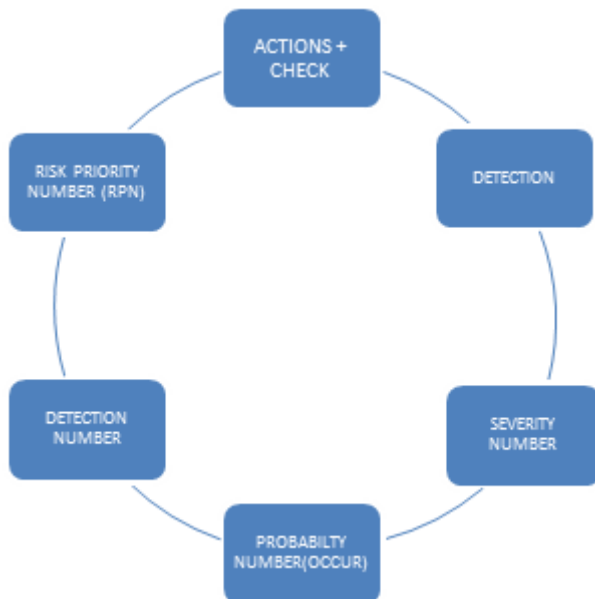 ACTIONS +
CHECK
DETECTION
SEVERITY
NUMBER
PROBABILTY
NUMBER(OCCUR)
DETECTION
NUMBER
RISK PRIORITY
NUMBER (RPN)